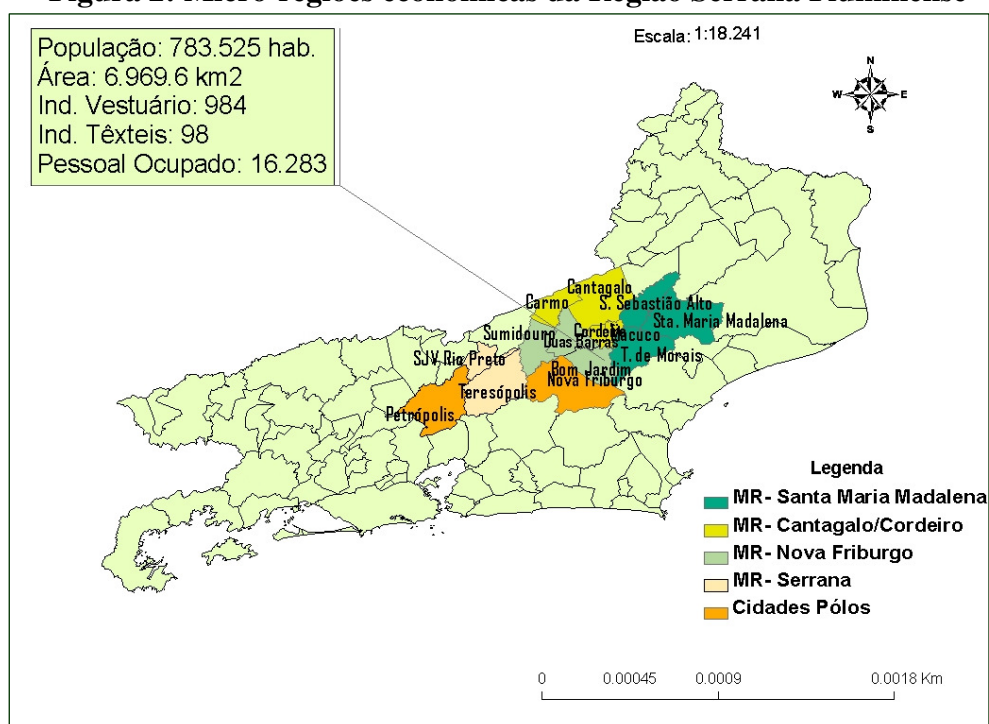 Figura 2: Micro-regiões econômicas da Região Serrana Fluminense
População: 783.525 hab.
Área: 6.969.6 km2
Ind. Vestuário: 984
Ind. Têxteis: 98
Pessoal Ocupado: 16.283
Escala: 1:18.241
N
W
E
S
Cantagalo
Carmo
S. Sebastião Alto
Sta. Maria Madalena
Sumidouro
Cordeiro
Macuco
Duas Barras
SJV Rio Preto
T. de Morais
Bom Jardim
Nova Friburgo
Teresópolis
Petrópolis
Legenda
MR- Santa Maria Madalena
MR- Cantagalo/Cordeiro
MR- Nova Friburgo
MR- Serrana
Cidades Pólos
0 0.00045 0.0009 0.0018 Km